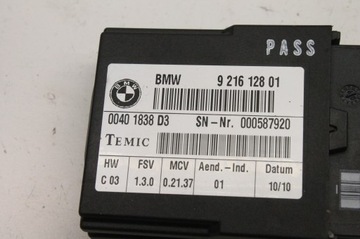 PASS
BMW 9 216 128 01
0040 1838 D3 SN-Nr. 000587920
TEMIC
HW FSV MCV Aend.-Ind. Datum
C 03 1.3.0 0.21.37 01 10/10